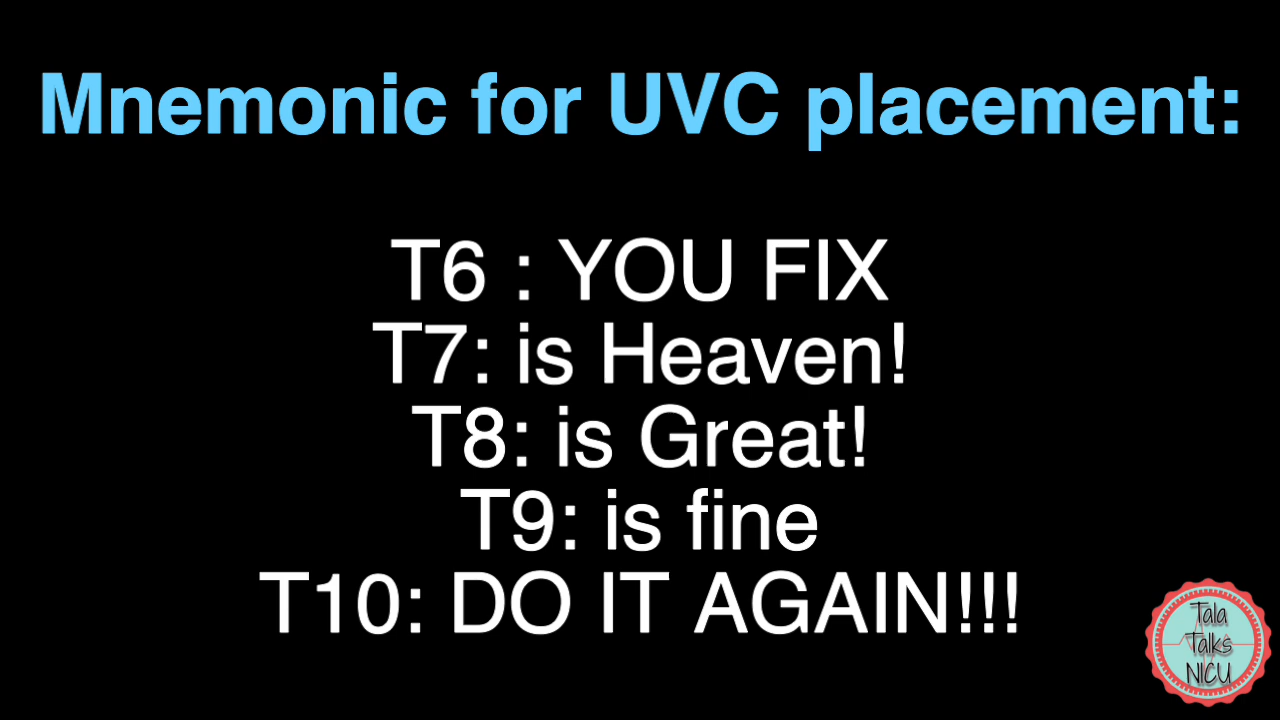 Mnemonic for UVC placement:
T6 : YOU FIX
T7: is Heaven!
T8: is Great!
T9: is fine
T10: DO IT AGAIN!!!
Tala
Talks
NICU